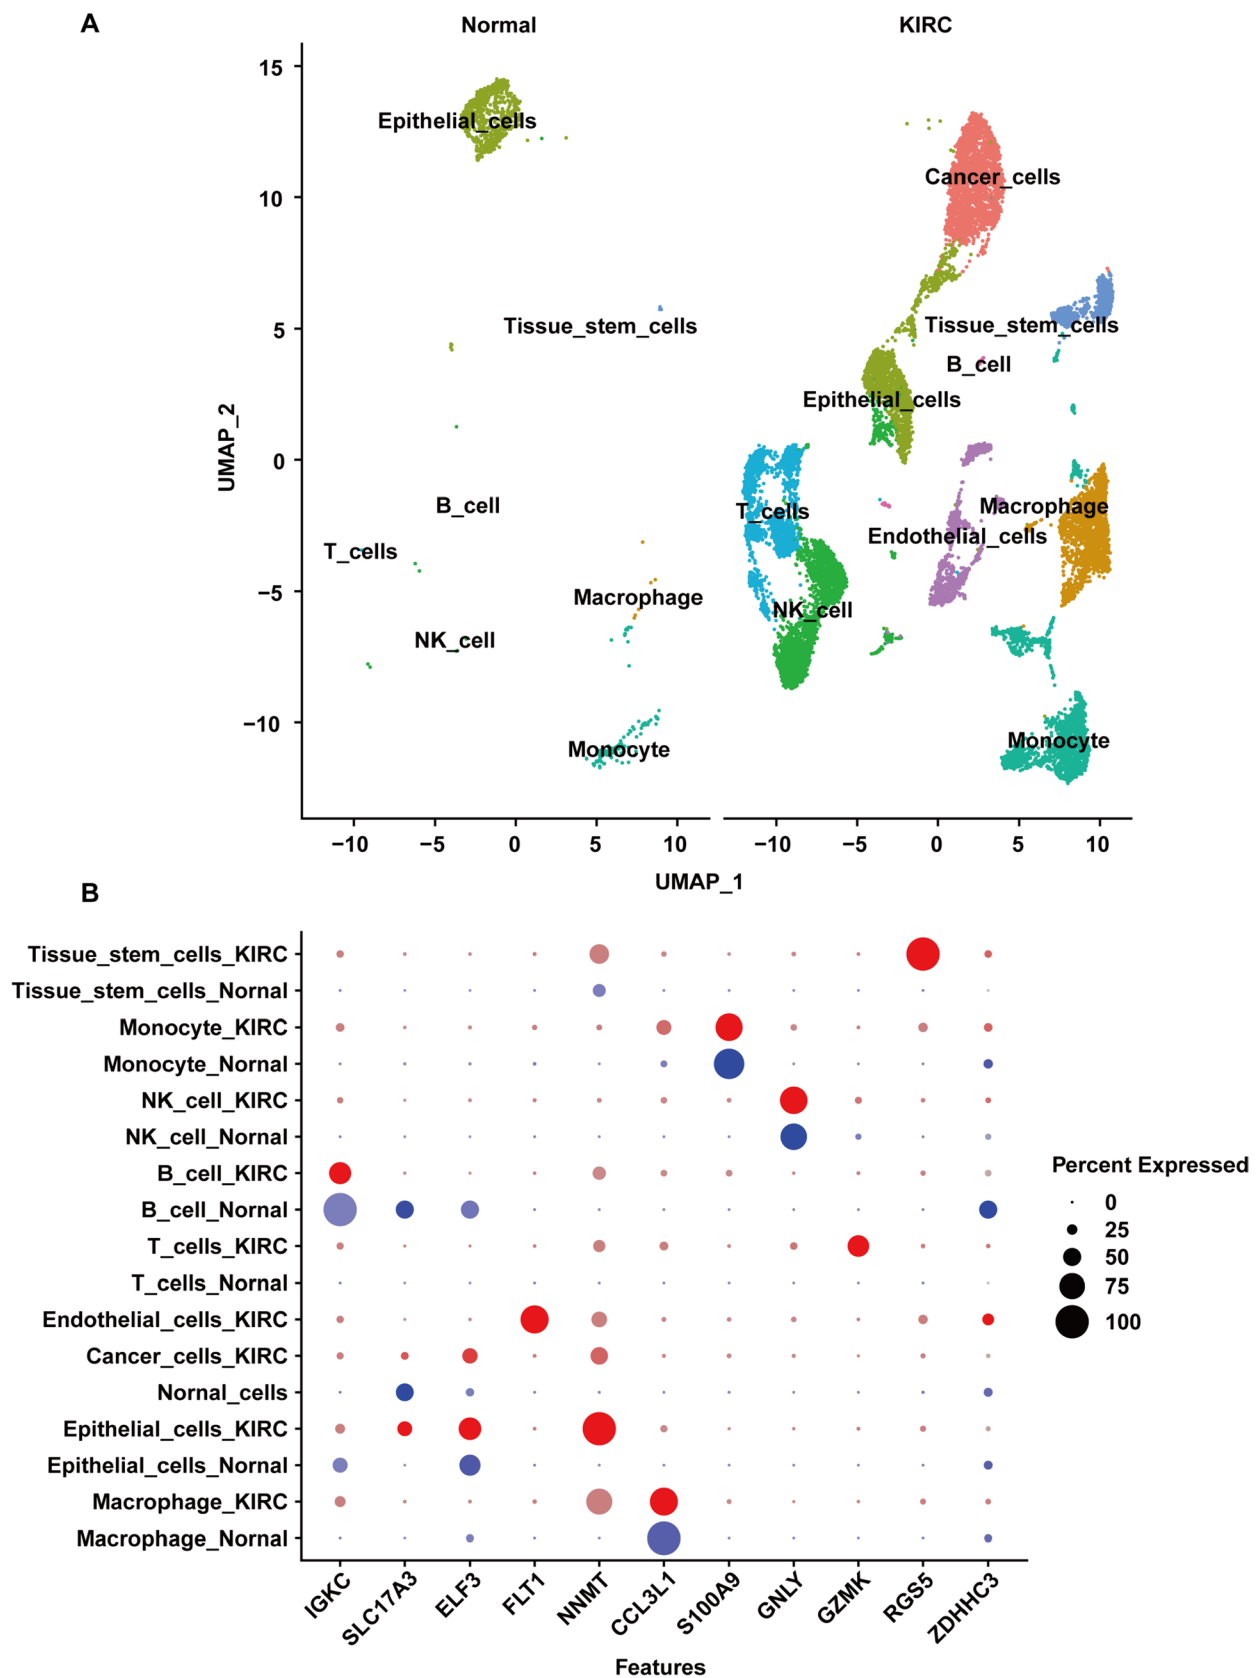 A
Normal
KIRC
15
10
5
0
−5
−10
UMAP_2
Epithelial_cells
Tissue_stem_cells
B_cell
T_cells
Macrophage
NK_cell
Monocyte
Cancer_cells
Tissue_stem_cells
B_cell
Epithelial_cells
T_cells
Macrophage
Endothelial_cells
NK_cell
Monocyte
−10 −5 0 5 10
−10 −5 0 5 10
UMAP_1
B
Tissue_stem_cells_KIRC
Tissue_stem_cells_Nornal
Monocyte_KIRC
Monocyte_Nornal
NK_cell_KIRC
NK_cell_Nornal
B_cell_KIRC
B_cell_Nornal
T_cells_KIRC
T_cells_Nornal
Endothelial_cells_KIRC
Cancer_cells_KIRC
Nornal_cells
Epithelial_cells_KIRC
Epithelial_cells_Nornal
Macrophage_KIRC
Macrophage_Nornal
Percent Expressed
0
25
50
75
100
IGKC
SLC17A3
ELF3
FLT1
NNMT
CCL3L1
S100A9
GNLY
GZMK
RGS5
ZDHHC3
Features